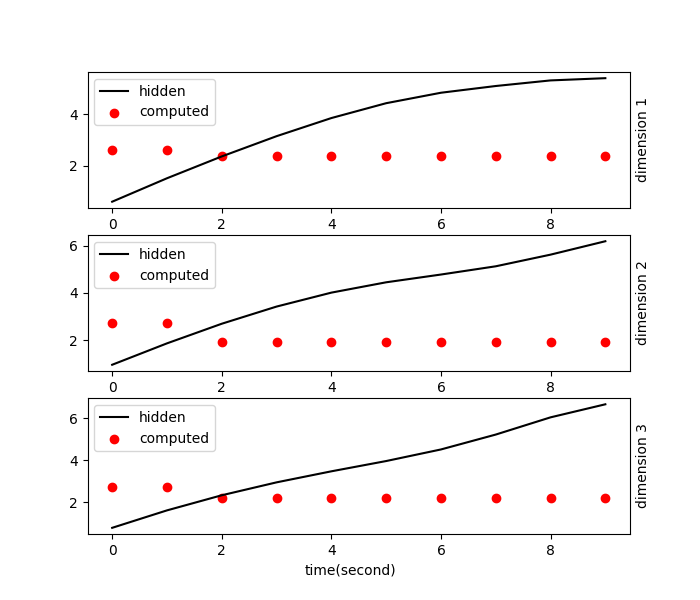 hidden
computed
4
2
dimension 1
0 2 4 6 8
hidden
computed
6
4
2
dimension 2
0 2 4 6 8
hidden
computed
6
4
2
dimension 3
0 2 4 6 8
time(second)